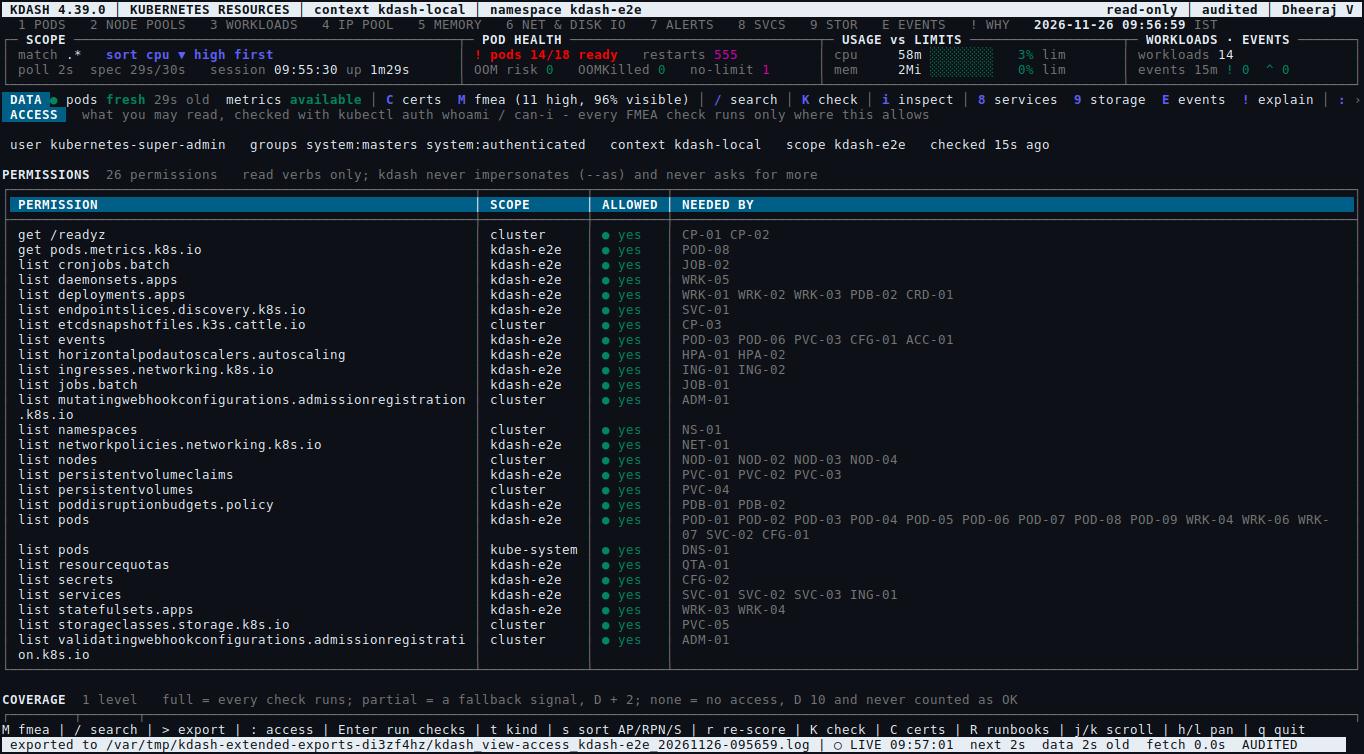 KDASH 4.39.0 │ KUBERNETES RESOURCES │ context kdash-local │ namespace kdash-e2e read-only │ audited │ Dheeraj V
1 PODS 2 NODE POOLS 3 WORKLOADS 4 IP POOL 5 MEMORY 6 NET & DISK IO 7 ALERTS 8 SVCS 9 STOR E EVENTS ! WHY 2026-11-26 09:56:59 IST
SCOPE POD HEALTH USAGE vs LIMITS WORKLOADS · EVENTS
match .* sort cpu ▼ high first ! pods 14/18 ready restarts 555 cpu 58m 3% lim workloads 14
poll 2s spec 29s/30s session 09:55:30 up 1m29s OOM risk 0 OOMKilled 0 no-limit 1 mem 2Mi 0% lim events 15m ! 0 ^ 0
DATA ● pods fresh 29s old metrics available │ C certs M fmea (11 high, 96% visible) │ / search │ K check │ i inspect │ 8 services 9 storage E events ! explain │ : ›
ACCESS what you may read, checked with kubectl auth whoami / can-i - every FMEA check runs only where this allows
user kubernetes-super-admin groups system:masters system:authenticated context kdash-local scope kdash-e2e checked 15s ago
PERMISSIONS 26 permissions read verbs only; kdash never impersonates (--as) and never asks for more
PERMISSION SCOPE ALLOWED NEEDED BY
get /readyz cluster ● yes CP-01 CP-02
get pods.metrics.k8s.io kdash-e2e ● yes POD-08
list cronjobs.batch kdash-e2e ● yes JOB-02
list daemonsets.apps kdash-e2e ● yes WRK-05
list deployments.apps kdash-e2e ● yes WRK-01 WRK-02 WRK-03 PDB-02 CRD-01
list endpointslices.discovery.k8s.io kdash-e2e ● yes SVC-01
list etcdsnapshotfiles.k3s.cattle.io cluster ● yes CP-03
list events kdash-e2e ● yes POD-03 POD-06 PVC-03 CFG-01 ACC-01
list horizontalpodautoscalers.autoscaling kdash-e2e ● yes HPA-01 HPA-02
list ingresses.networking.k8s.io kdash-e2e ● yes ING-01 ING-02
list jobs.batch kdash-e2e ● yes JOB-01
list mutatingwebhookconfigurations.admissionregistration cluster ● yes ADM-01
.k8s.io
list namespaces cluster ● yes NS-01
list networkpolicies.networking.k8s.io kdash-e2e ● yes NET-01
list nodes cluster ● yes NOD-01 NOD-02 NOD-03 NOD-04
list persistentvolumeclaims kdash-e2e ● yes PVC-01 PVC-02 PVC-03
list persistentvolumes cluster ● yes PVC-04
list poddisruptionbudgets.policy kdash-e2e ● yes PDB-01 PDB-02
list pods kdash-e2e ● yes POD-01 POD-02 POD-03 POD-04 POD-05 POD-06 POD-07 POD-08 POD-09 WRK-04 WRK-06 WRK-
07 SVC-02 CFG-01
list pods kube-system ● yes DNS-01
list resourcequotas kdash-e2e ● yes QTA-01
list secrets kdash-e2e ● yes CFG-02
list services kdash-e2e ● yes SVC-01 SVC-02 SVC-03 ING-01
list statefulsets.apps kdash-e2e ● yes WRK-03 WRK-04
list storageclasses.storage.k8s.io cluster ● yes PVC-05
list validatingwebhookconfigurations.admissionregistrati cluster ● yes ADM-01
on.k8s.io
COVERAGE 1 level full = every check runs; partial = a fallback signal, D + 2; none = no access, D 10 and never counted as OK
M fmea | / search | > export | : access | Enter run checks | t kind | s sort AP/RPN/S | r re-score | K check | C certs | R runbooks | j/k scroll | h/l pan | q quit
exported to /var/tmp/kdash-extended-exports-di3zf4hz/kdash_view-access_kdash-e2e_20261126-095659.log | ○ LIVE 09:57:01 next 2s data 2s old fetch 0.0s AUDITED